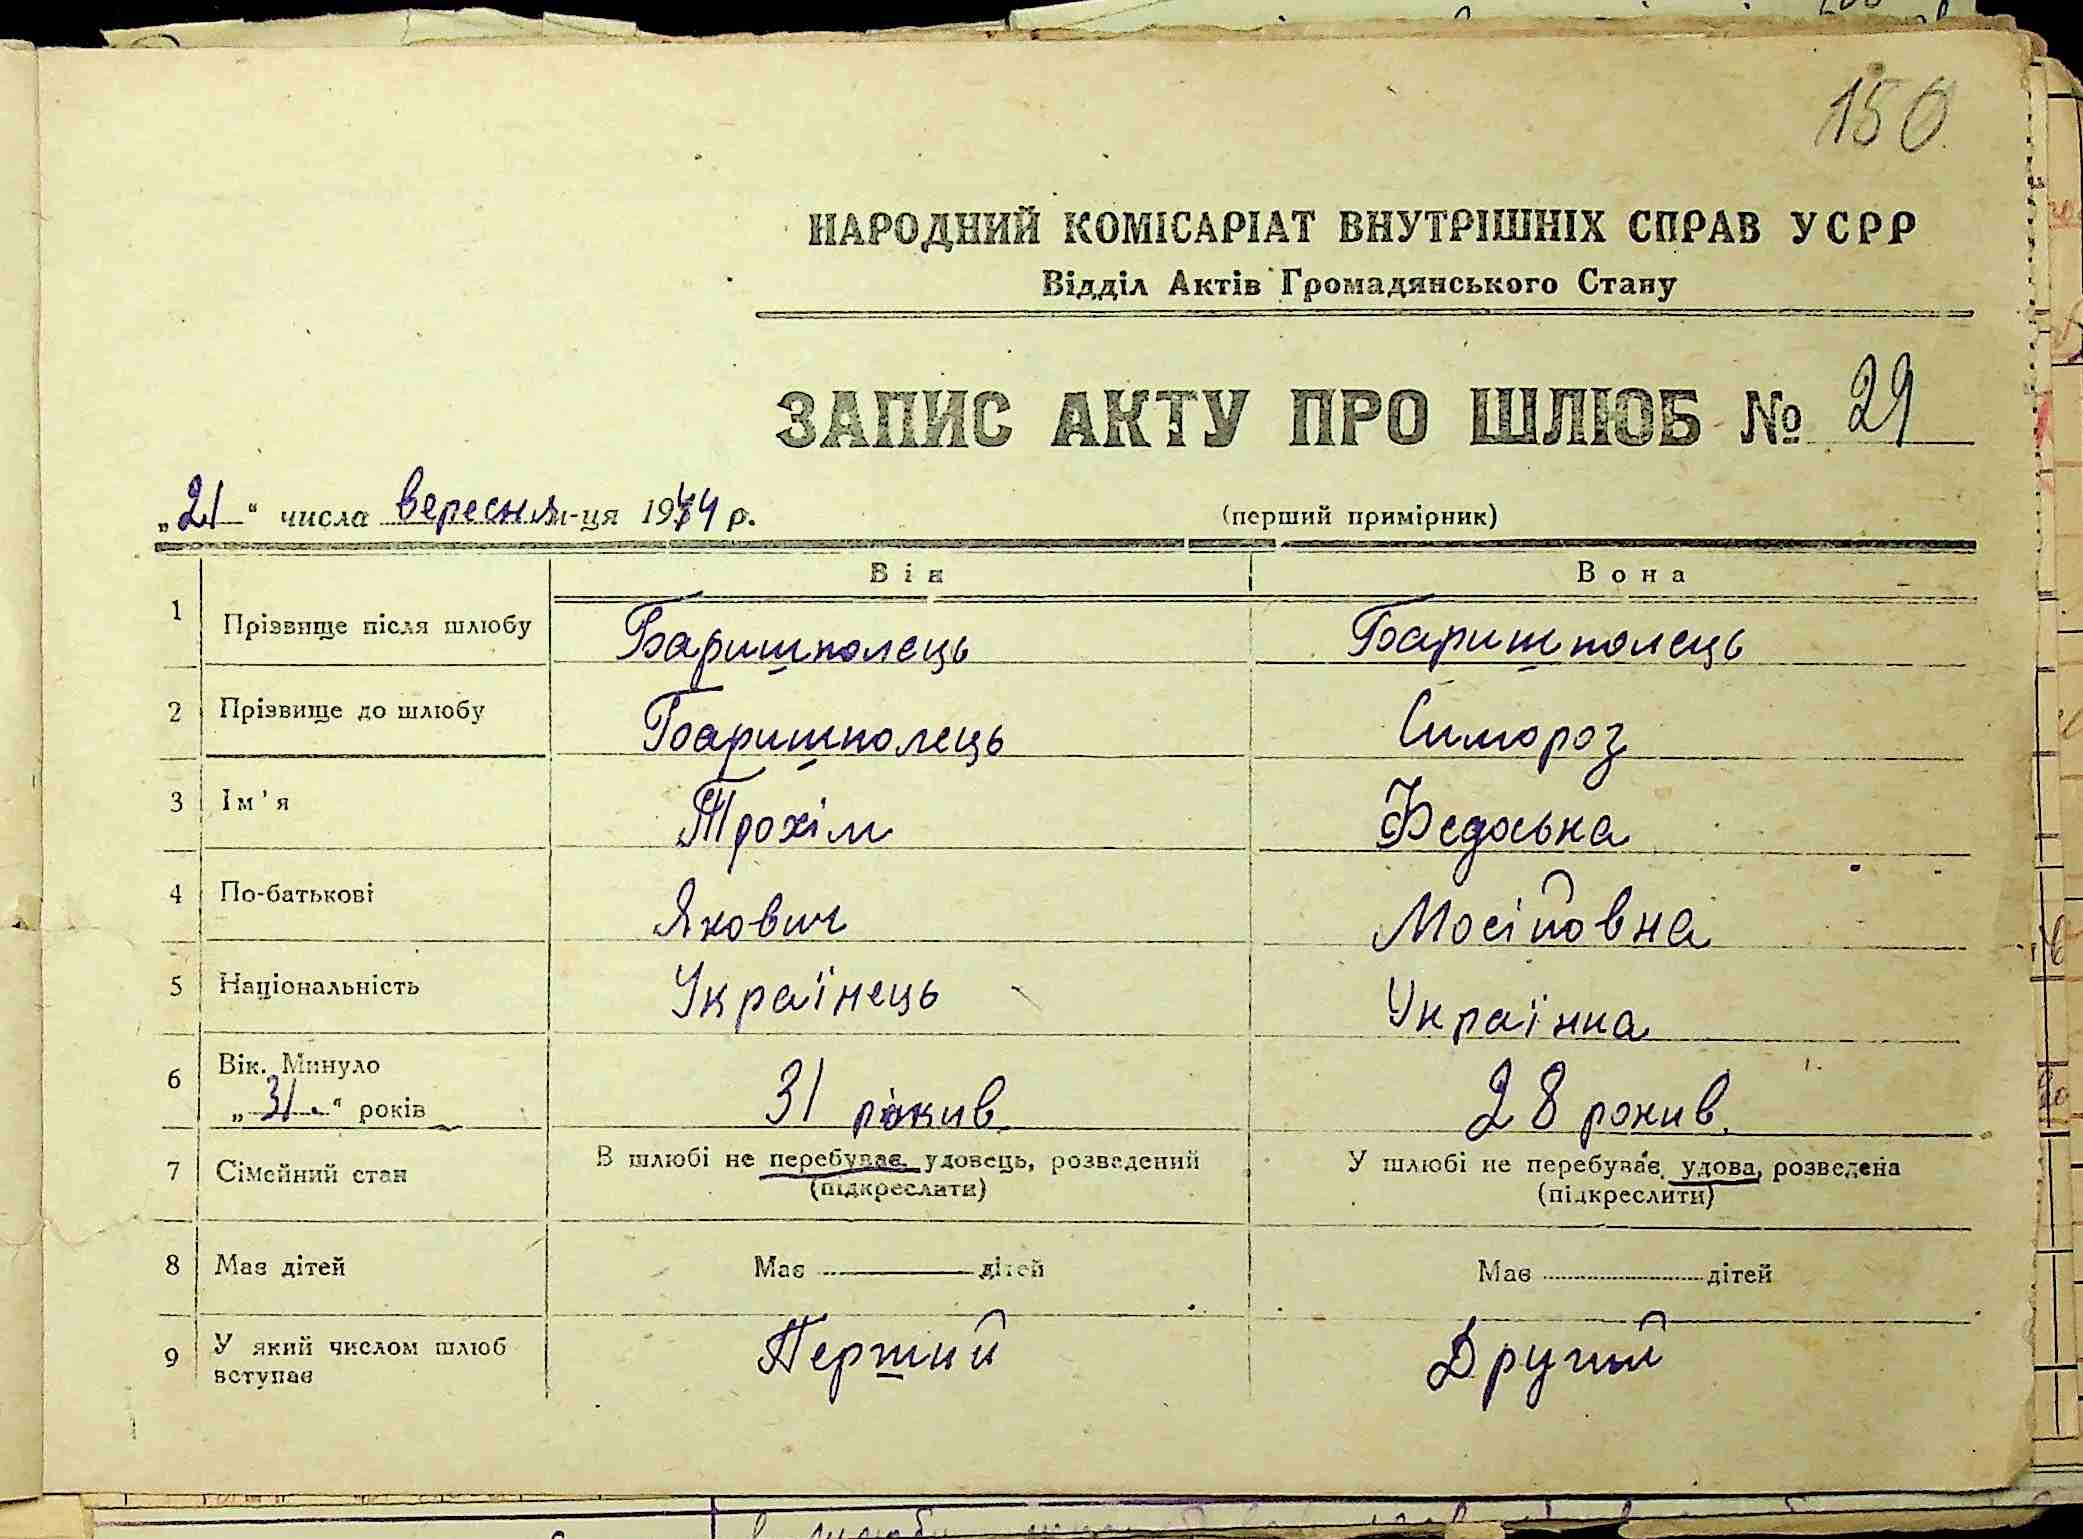 150
НАРОДНИЙ КОМІСАРІАТ ВНУТРІШНІХ СПРАВ УСРР
Відділ Актів Громадянського Стану
ЗАПИС АКТУ ПРО ШЛЮБ № 29
„21“ числа вересня м-ця 1944 р. (перший примірник)
Він Вона
1 Прізвище після шлюбу Баришполець Баришполець
2 Прізвище до шлюбу Баришполець Симороз
3 Ім'я Трохім Федоська
4 По-батькові Якович Мосійовна
5 Національність Українець Українка
6 Вік. Минуло
„31“ років 31 рокив 28 рокив
7 Сімейний стан В шлюбі не перебуває, удовець, розведений У шлюбі не перебуває, удова, розведена
(підкреслити) (підкреслити)
8 Має дітей Має дітей Має дітей
9 У який числом шлюб вступає Перший Другий